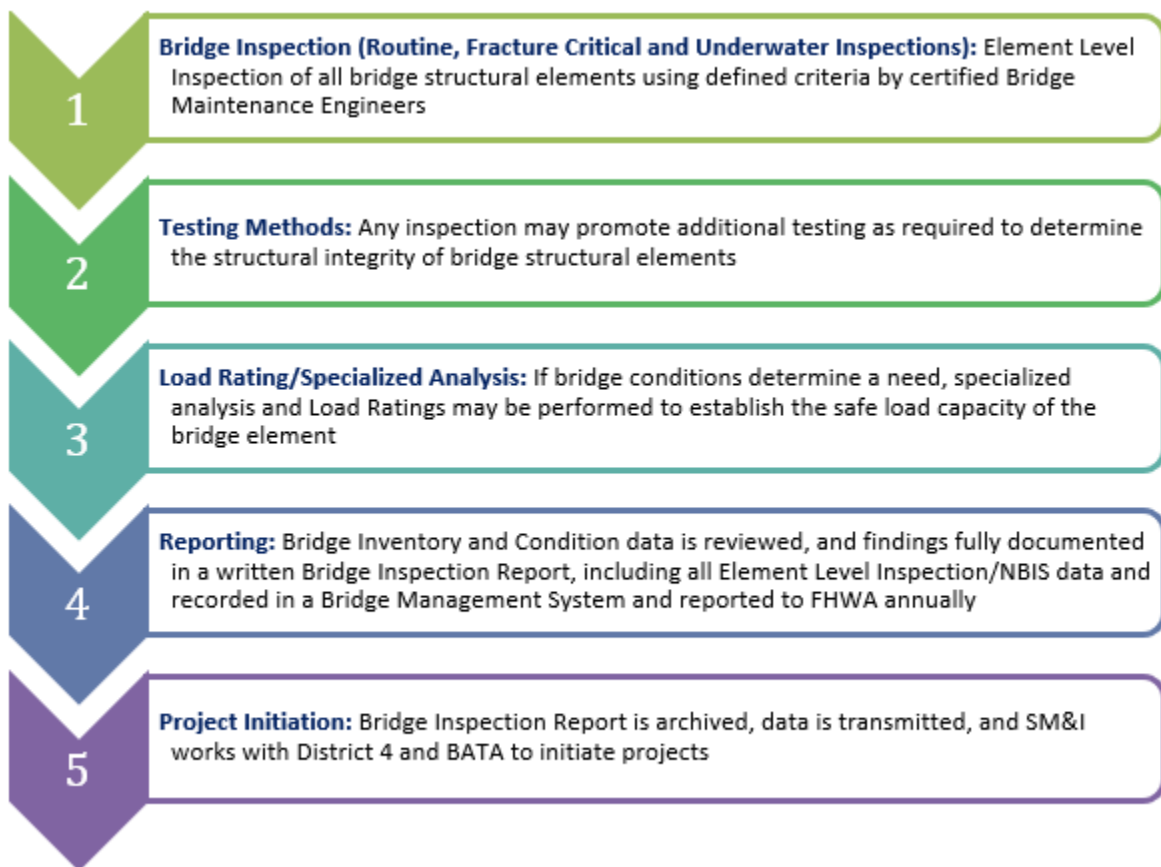 1
Bridge Inspection (Routine, Fracture Critical and Underwater Inspections): Element Level
Inspection of all bridge structural elements using defined criteria by certified Bridge
Maintenance Engineers
2
Testing Methods: Any inspection may promote additional testing as required to determine
the structural integrity of bridge structural elements
3
Load Rating/Specialized Analysis: If bridge conditions determine a need, specialized
analysis and Load Ratings may be performed to establish the safe load capacity of the
bridge element
4
Reporting: Bridge Inventory and Condition data is reviewed, and findings fully documented
in a written Bridge Inspection Report, including all Element Level Inspection/NBIS data and
recorded in a Bridge Management System and reported to FHWA annually
5
Project Initiation: Bridge Inspection Report is archived, data is transmitted, and SM&I
works with District 4 and BATA to initiate projects